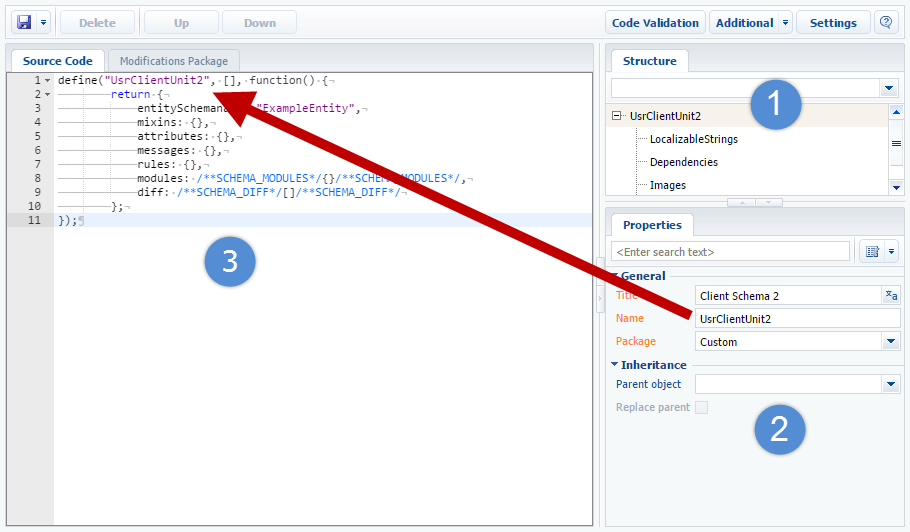 Delete Up Down Code Validation Additional Settings ?
Source Code Modifications Package
1 define("UsrClientUnit2", [], function() {
2 return {
3 "ExampleEntity",
4 mixins: {},
5 attributes: {},
6 messages: {},
7 rules: {},
8 modules: /**SCHEMA_MODULES*/{}/**SCHEMA_MODULES*/,
9 diff: /**SCHEMA_DIFF*/[]/**SCHEMA_DIFF*/
10 };
11 });¶
3
Structure
1
UsrClientUnit2
LocalizableStrings
Dependencies
Images
Properties
<Enter search text>
General
Title Client Schema 2
Name UsrClientUnit2
Package Custom
Inheritance
Parent object
Replace parent
2